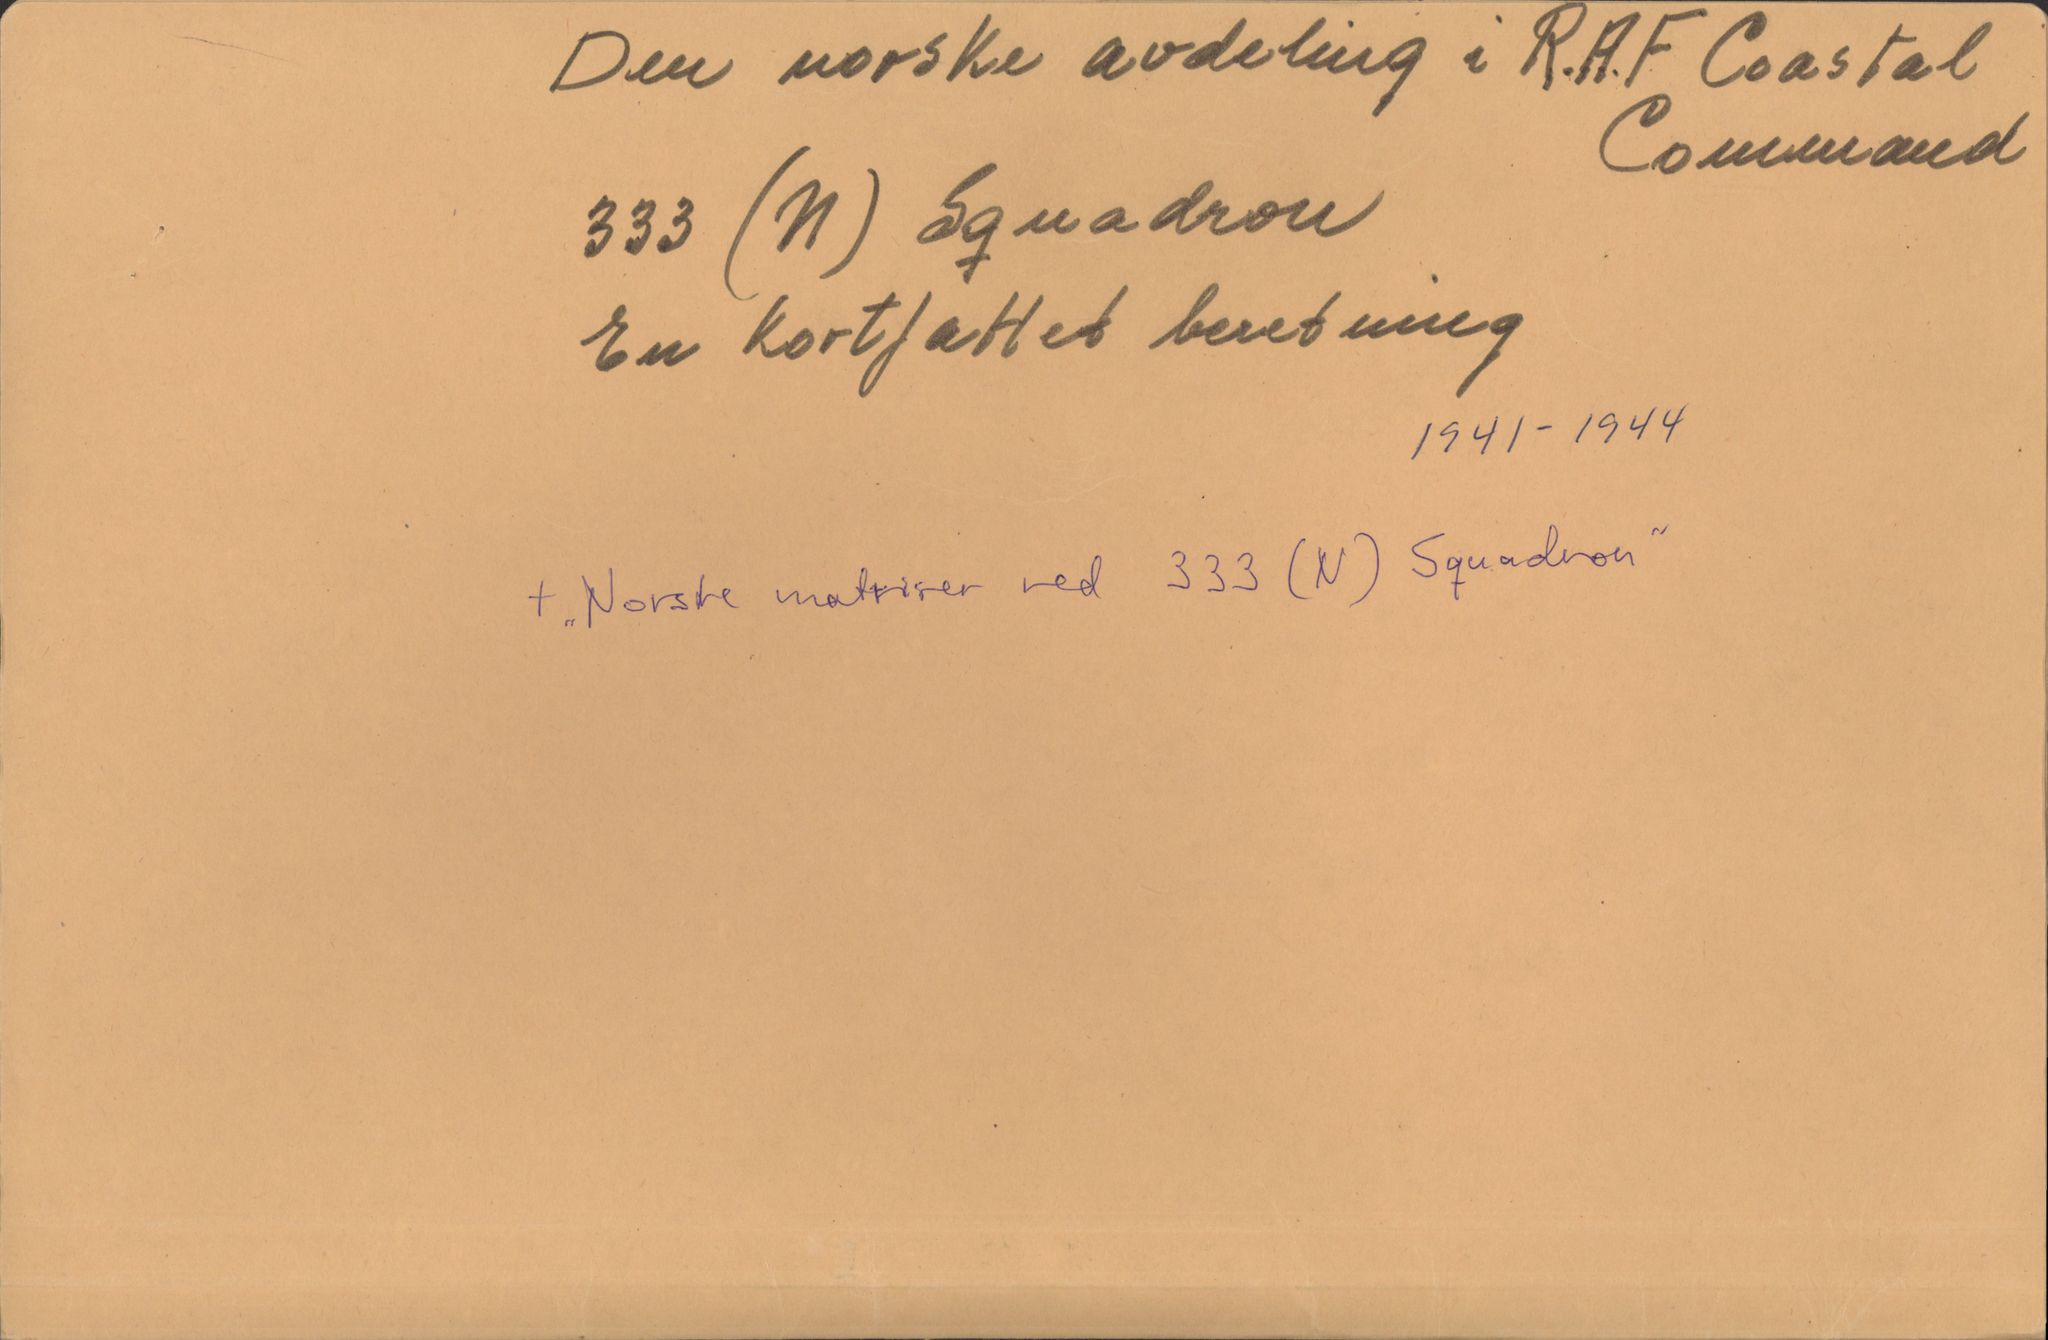 Den norske avdeling i R.A.F Coastal
Command
333 (N) Squadron
En kortfattet beretning
1941-1944
+ „Norske matriser ved 333 (N) Squadron"